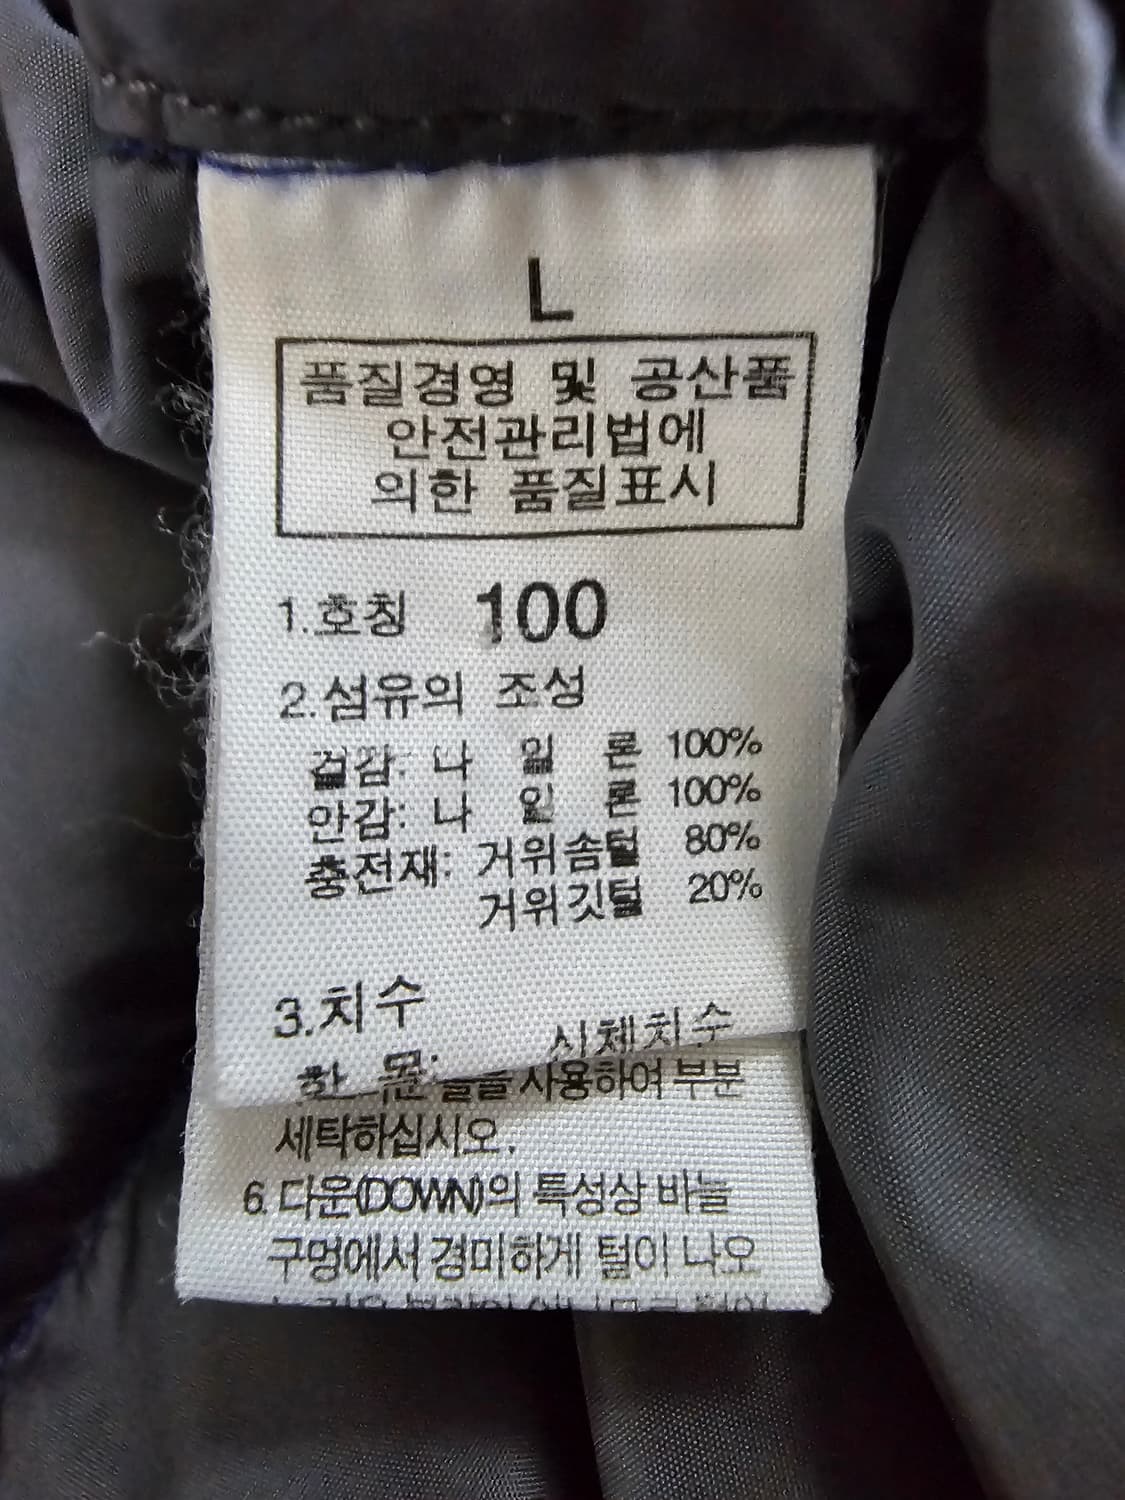 L
품질경영 및 공산품
안전관리법에
의한 품질표시
1.호칭 100
2.섬유의 조성
겉감: 나 일 론 100%
안감: 나 일 론 100%
충전재: 거위솜털 80%
거위깃털 20%
3.치수
항 목: 신체치수
사용하여 부분
세탁하십시오.
6.다운(DOWN)의 특성상 바늘
구멍에서 경미하게 털이 나오